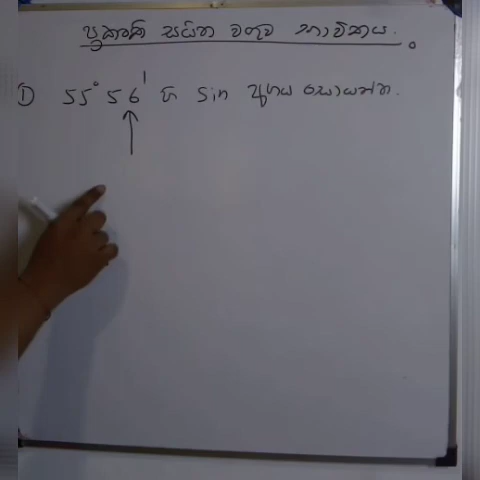 ප්‍රකෘති සයින වගුව භාවිතය.
① 55° 56' හි sin අගය සොයන්න.